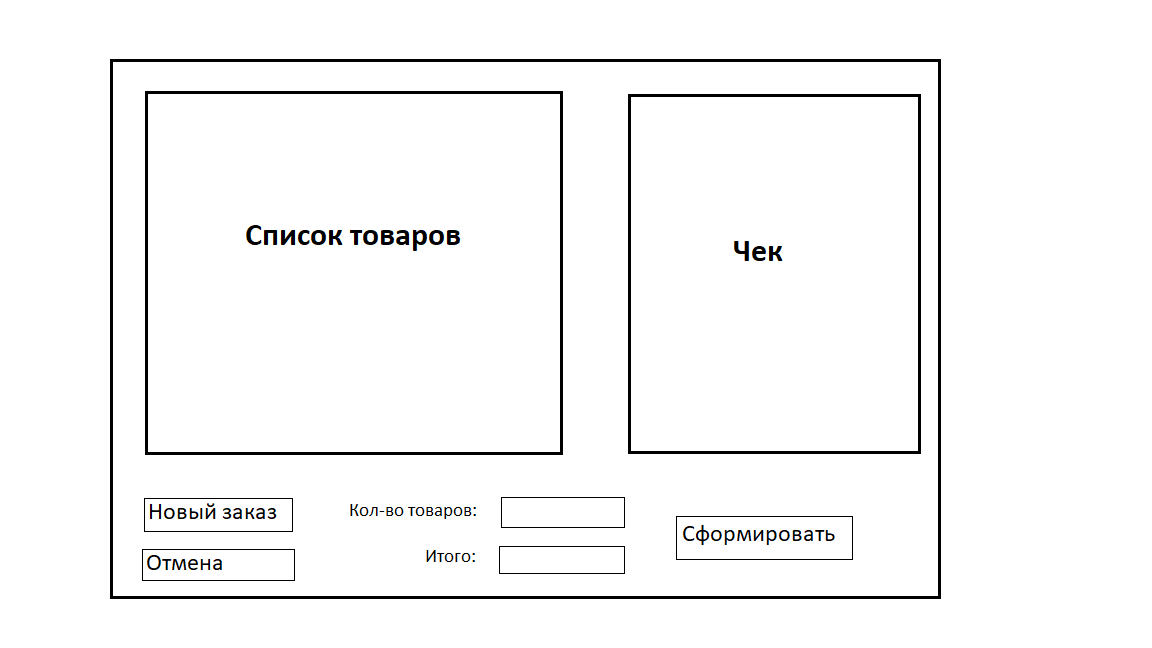 Список товаров
Чек
Новый заказ
Кол-во товаров:
Сформировать
Отмена
Итого: